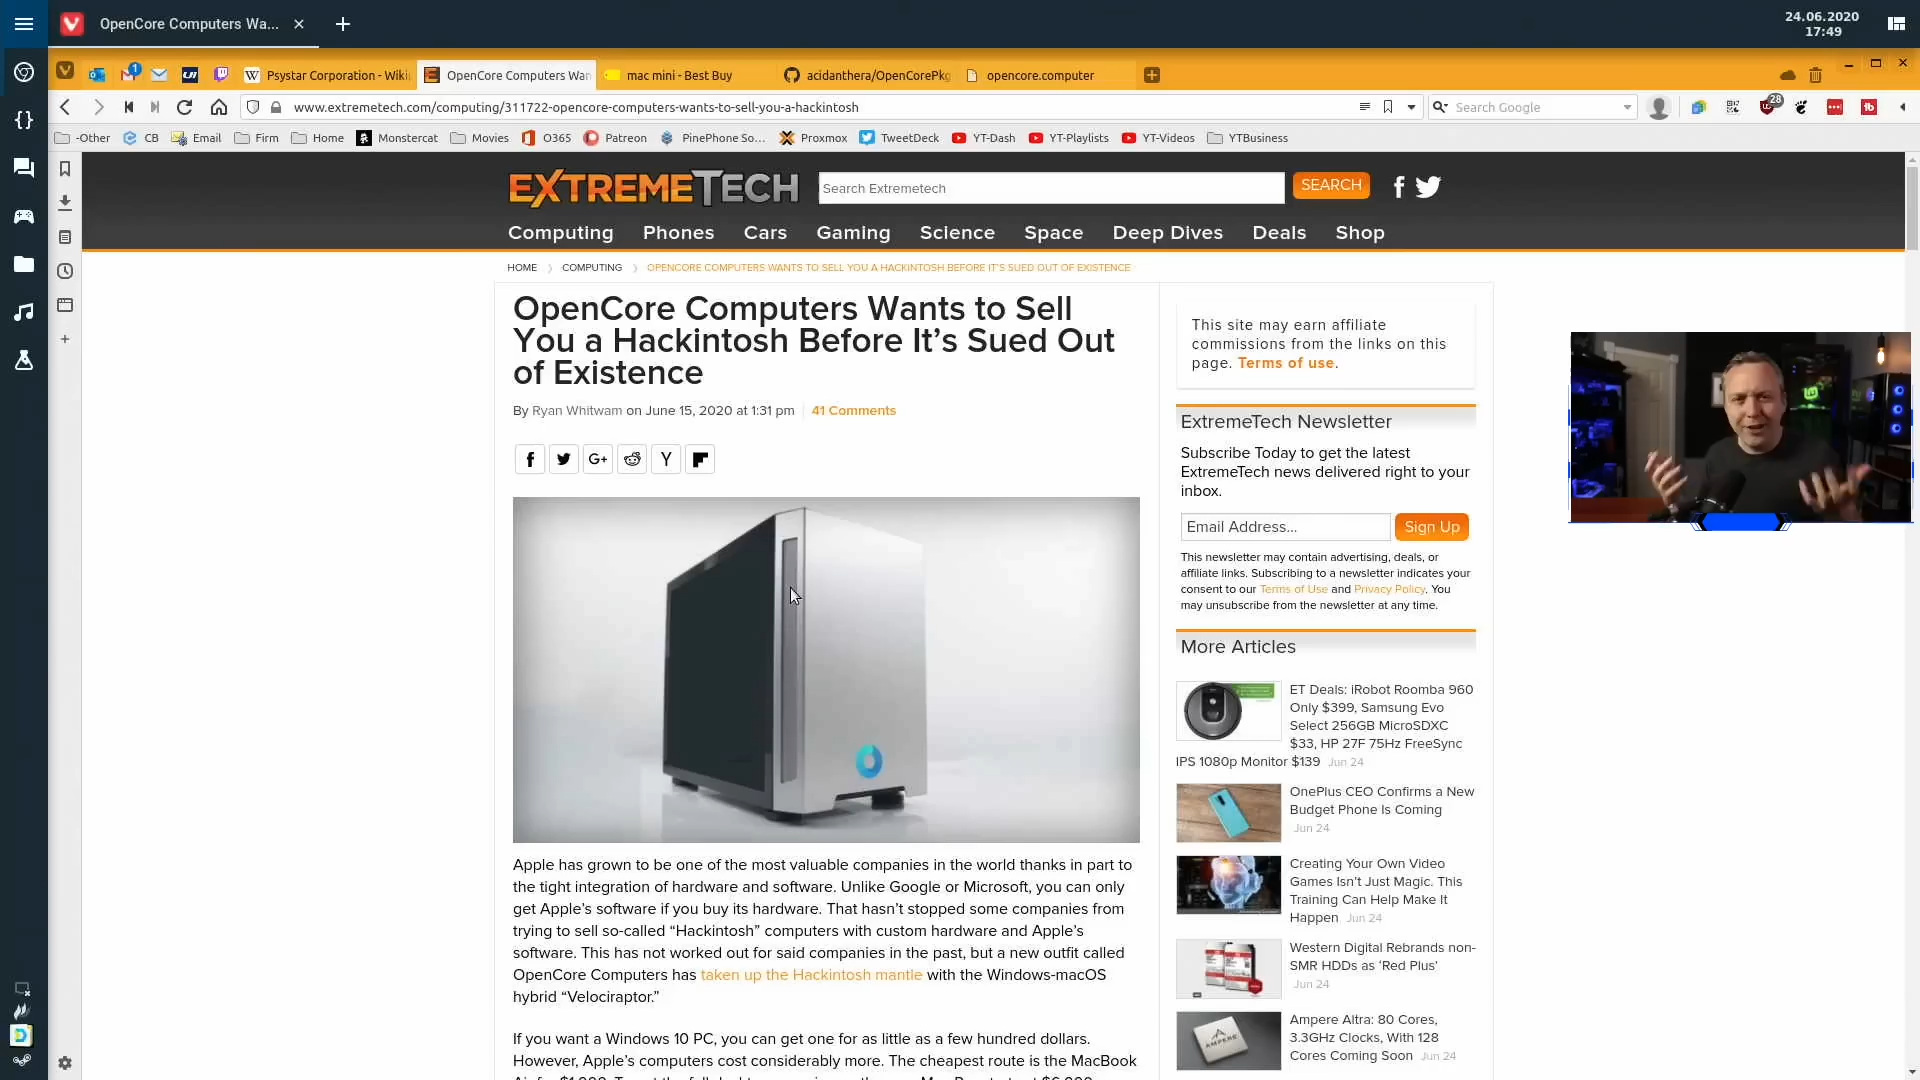 OpenCore Computers Wa...
24.06.2020
17:49
1
Psystar Corporation - Wiki
OpenCore Computers Wan
mac mini - Best Buy
acidanthera/OpenCorePkg
opencore.computer
www.extremetech.com/computing/311722-opencore-computers-wants-to-sell-you-a-hackintosh
Search Google
28
-Other
CB
Email
Firm
Home
Monstercat
Movies
O365
Patreon
PinePhone So...
Proxmox
TweetDeck
YT-Dash
YT-Playlists
YT-Videos
YTBusiness
EXTREMETECH
Search Extremetech
SEARCH
Computing
Phones
Cars
Gaming
Science
Space
Deep Dives
Deals
Shop
HOME
COMPUTING
OPENCORE COMPUTERS WANTS TO SELL YOU A HACKINTOSH BEFORE IT'S SUED OUT OF EXISTENCE
OpenCore Computers Wants to Sell
You a Hackintosh Before It's Sued Out
of Existence
By Ryan Whitwam on June 15, 2020 at 1:31 pm
41 Comments
G+
Y
Apple has grown to be one of the most valuable companies in the world thanks in part to
the tight integration of hardware and software. Unlike Google or Microsoft, you can only
get Apple's software if you buy its hardware. That hasn't stopped some companies from
trying to sell so-called “Hackintosh” computers with custom hardware and Apple's
software. This has not worked out for said companies in the past, but a new outfit called
OpenCore Computers has taken up the Hackintosh mantle with the Windows-macOS
hybrid “Velociraptor.”
If you want a Windows 10 PC, you can get one for as little as a few hundred dollars.
However, Apple's computers cost considerably more. The cheapest route is the MacBook
This site may earn affiliate
commissions from the links on this
page. Terms of use.
ExtremeTech Newsletter
Subscribe Today to get the latest
ExtremeTech news delivered right to your
inbox.
Email Address...
Sign Up
This newsletter may contain advertising, deals, or
affiliate links. Subscribing to a newsletter indicates your
consent to our Terms of Use and Privacy Policy. You
may unsubscribe from the newsletter at any time.
More Articles
ET Deals: iRobot Roomba 960
Only $399, Samsung Evo
Select 256GB MicroSDXC
$33, HP 27F 75Hz FreeSync
IPS 1080p Monitor $139 Jun 24
OnePlus CEO Confirms a New
Budget Phone Is Coming
Jun 24
Creating Your Own Video
Games Isn't Just Magic. This
Training Can Help Make It
Happen Jun 24
Western Digital Rebrands non-
SMR HDDs as ‘Red Plus’
Jun 24
AMPERE
Ampere Altra: 80 Cores,
3.3GHz Clocks, With 128
Cores Coming Soon Jun 24